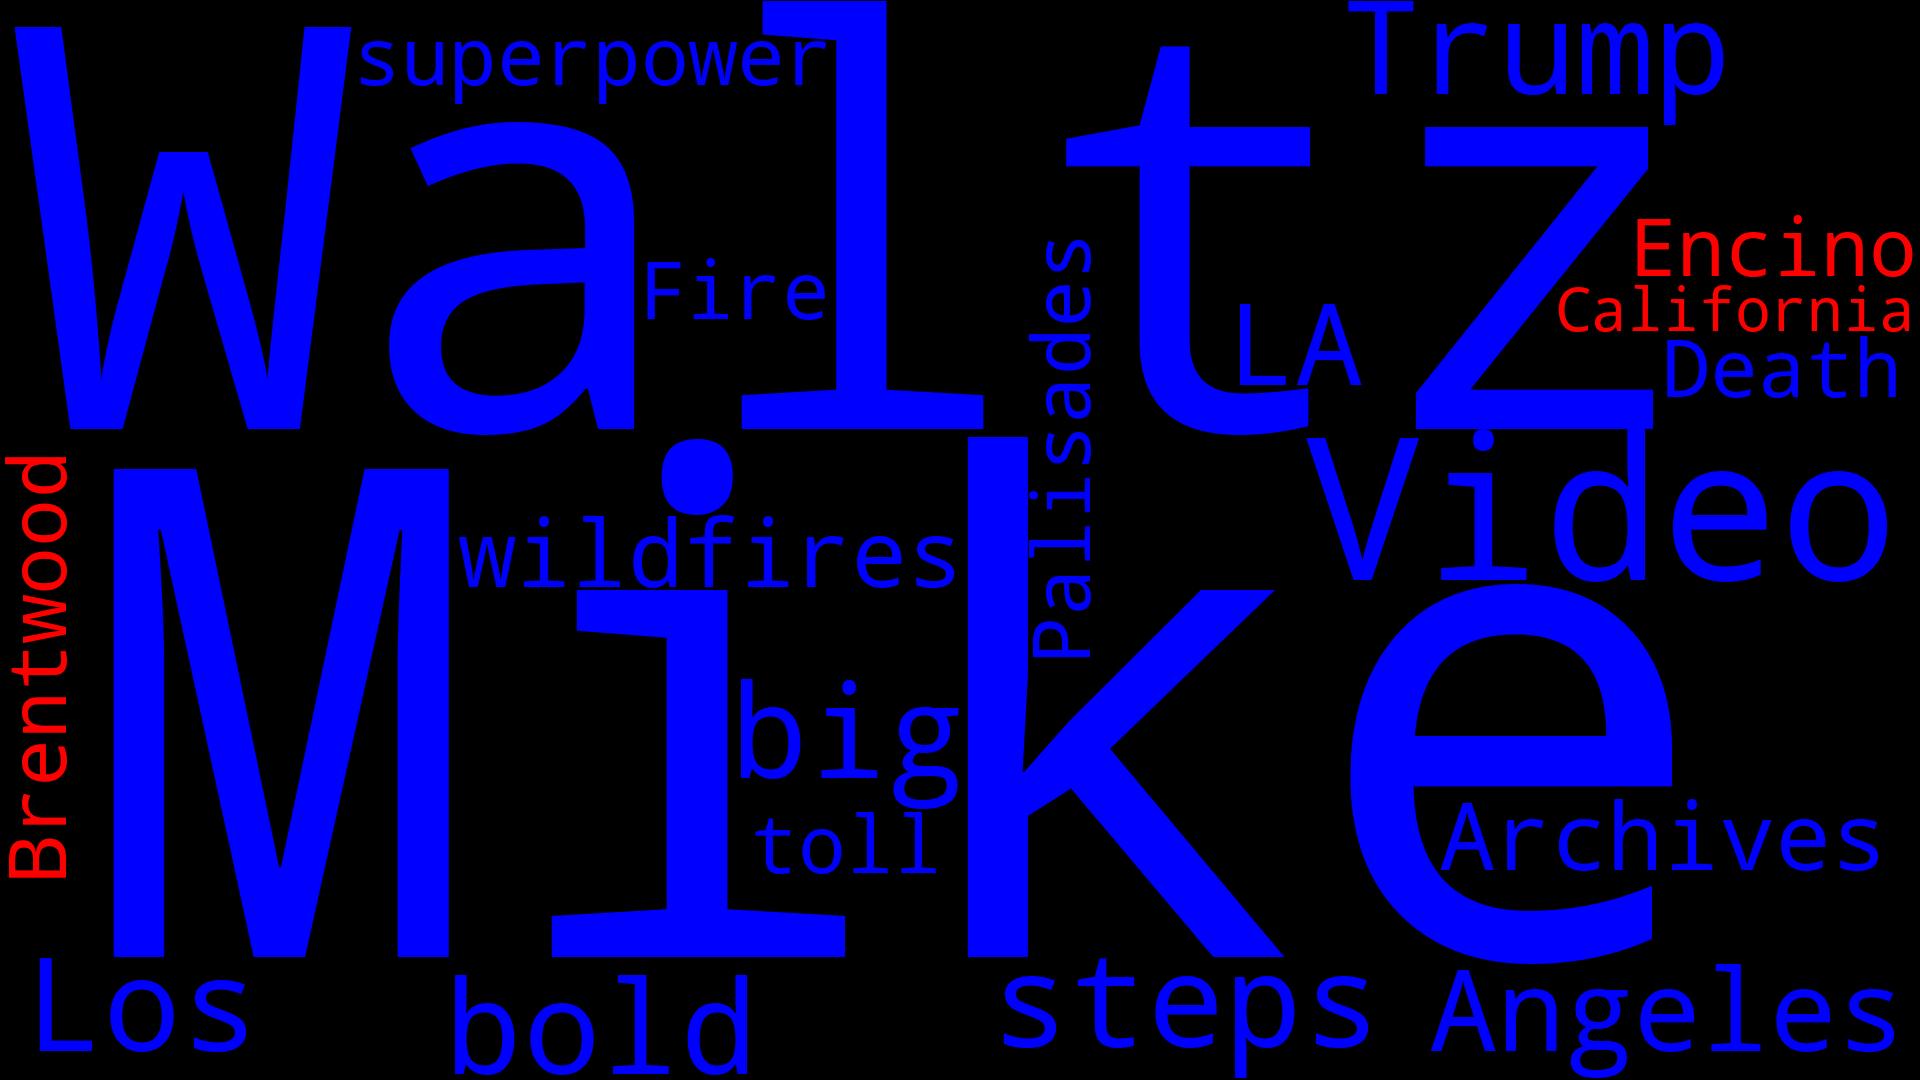 Waltz
superpower
Trump
Fire
Palisades
LA
Encino
California
Death
Brentwood
Mike
wildfires
Video
big
toll
Archives
Los
bold
steps
Angeles